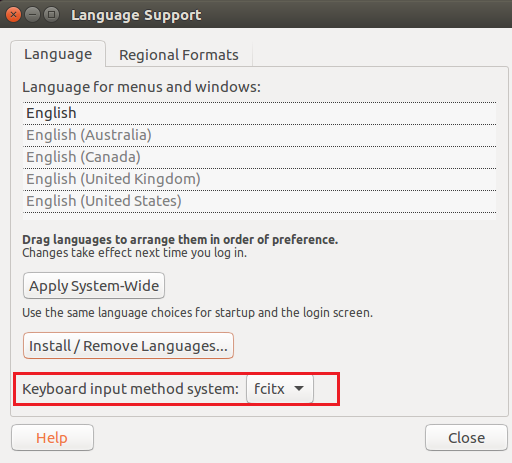 Language Support
Language Regional Formats
Language for menus and windows:
English
English (Australia)
English (Canada)
English (United Kingdom)
English (United States)
Drag languages to arrange them in order of preference.
Changes take effect next time you log in.
Apply System-Wide
Use the same language choices for startup and the login screen.
Install / Remove Languages...
Keyboard input method system: fcitx
Help Close